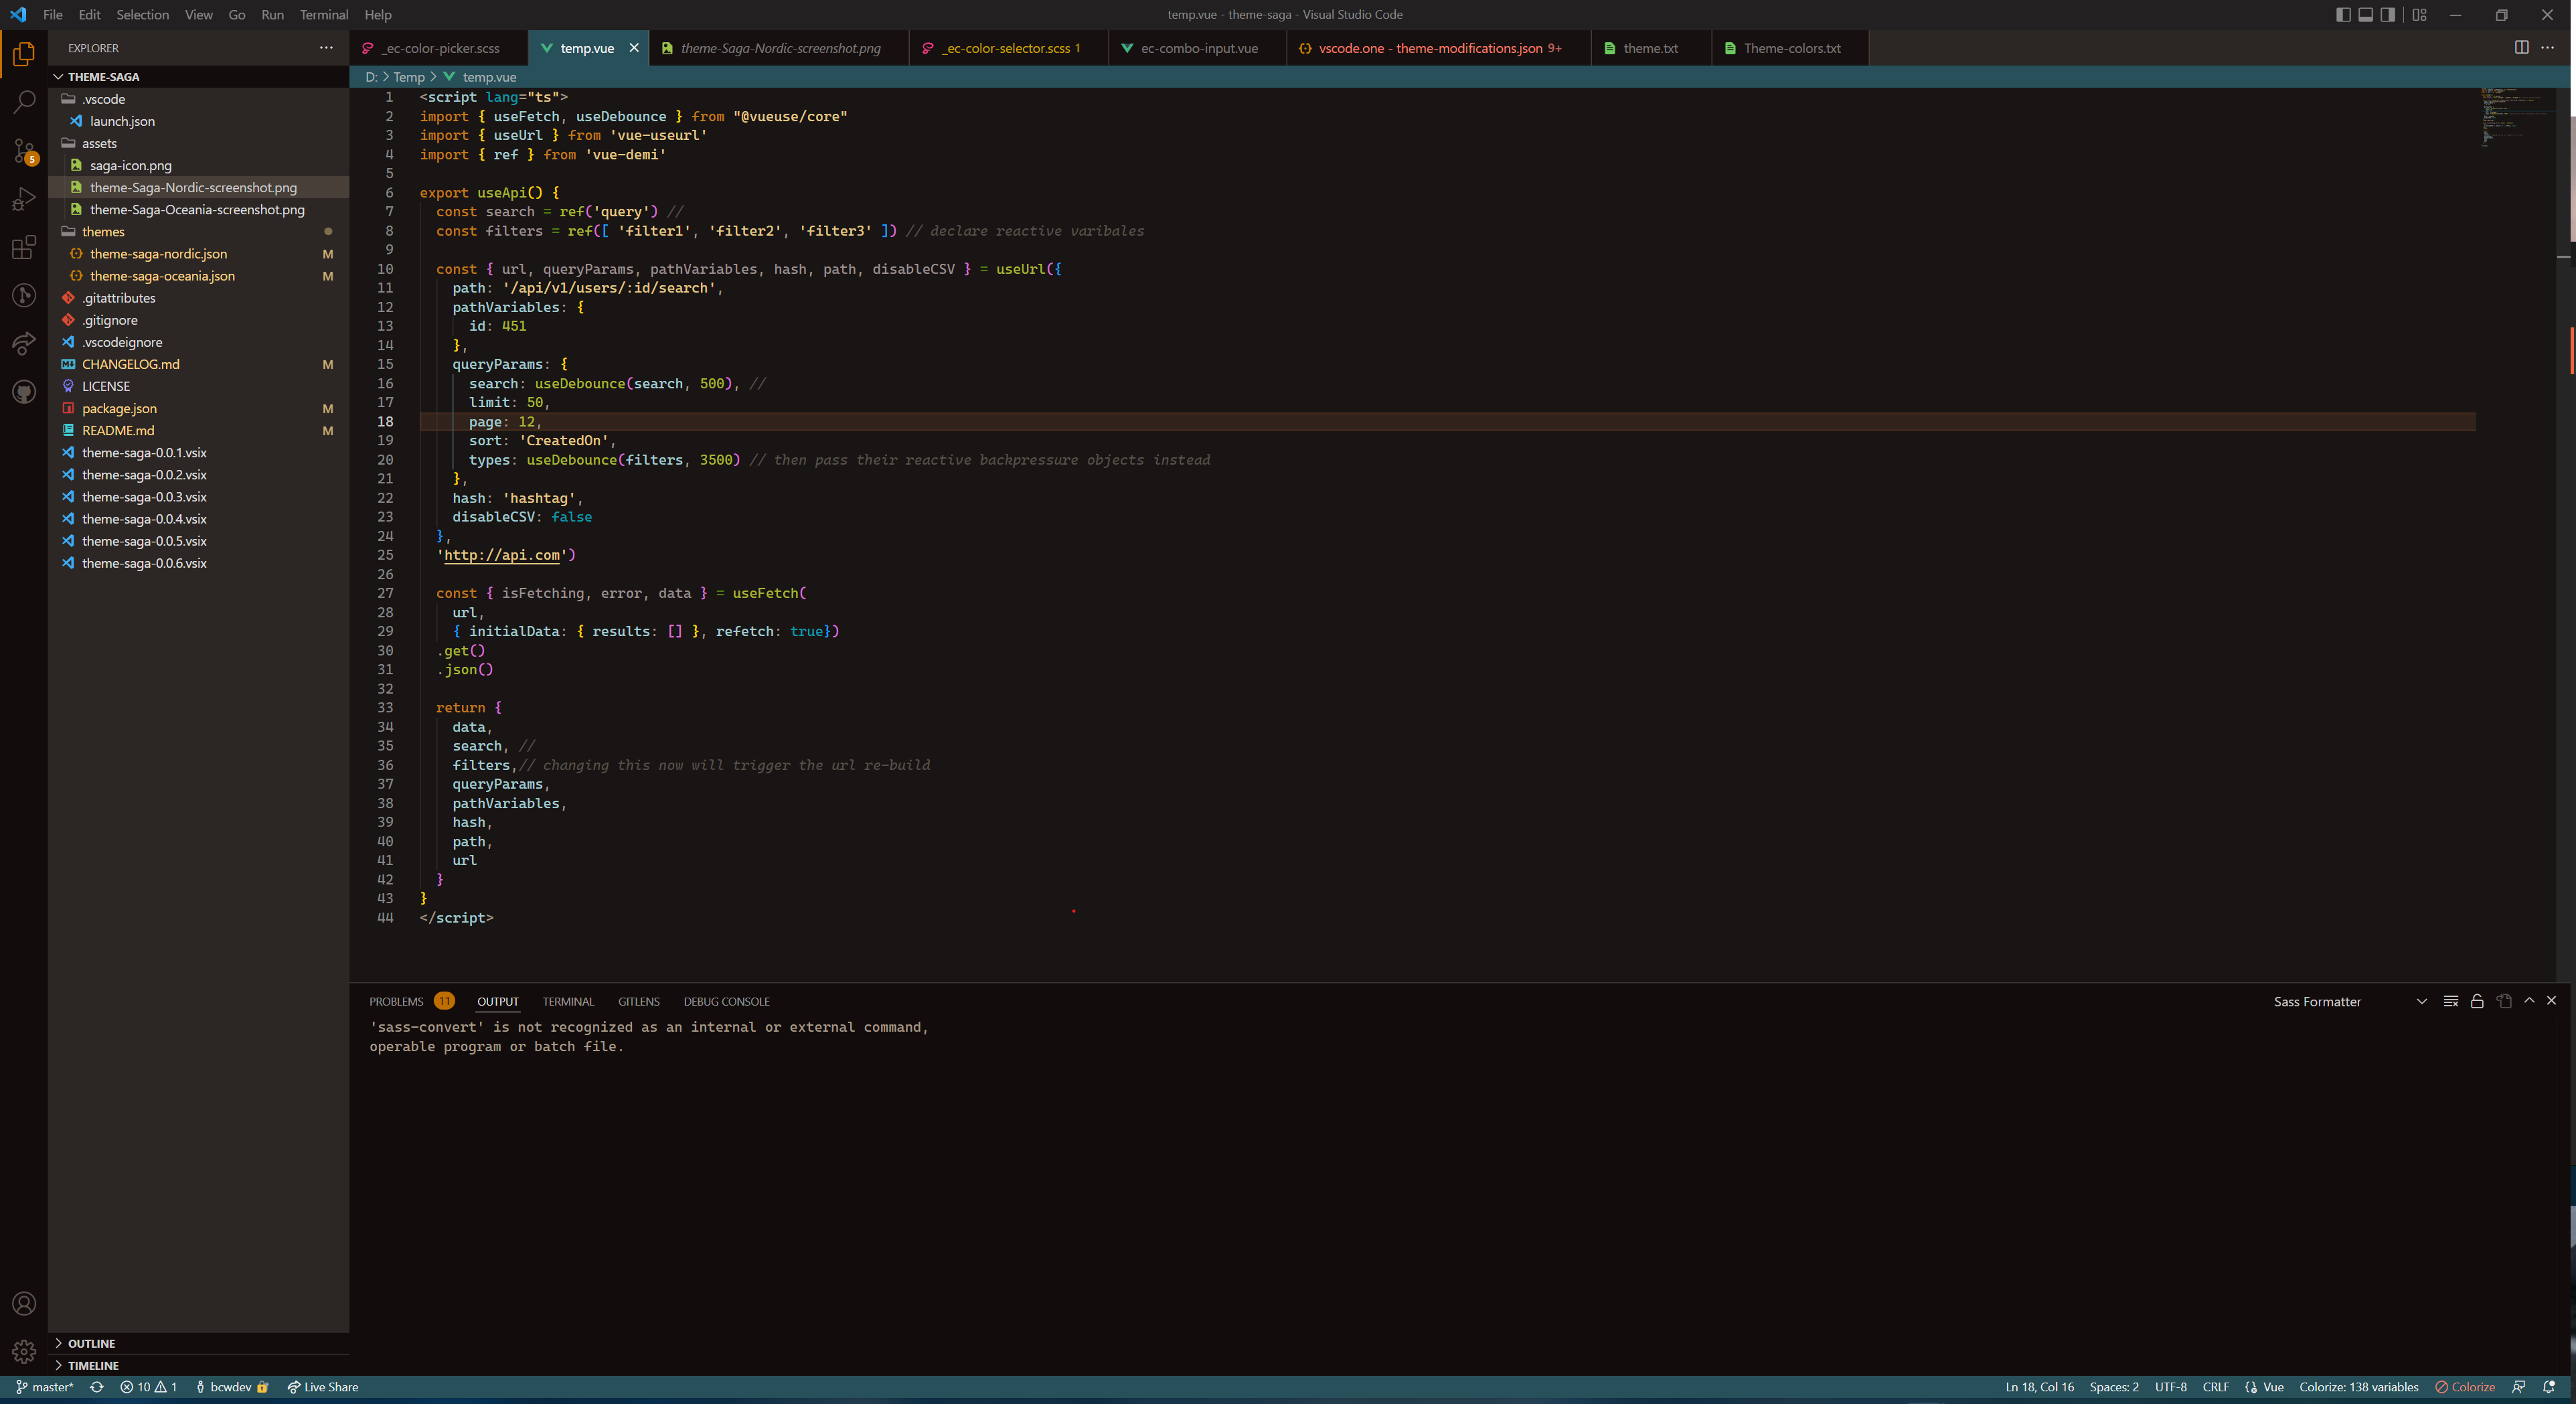 File Edit Selection View Go Run Terminal Help
temp.vue - theme-saga - Visual Studio Code
EXPLORER
THEME-SAGA
.vscode
launch.json
assets
saga-icon.png
theme-Saga-Nordic-screenshot.png
theme-Saga-Oceania-screenshot.png
themes
theme-saga-nordic.json M
theme-saga-oceania.json M
.gitattributes
.gitignore
.vscodeignore
CHANGELOG.md M
LICENSE
package.json M
README.md M
theme-saga-0.0.1.vsix
theme-saga-0.0.2.vsix
theme-saga-0.0.3.vsix
theme-saga-0.0.4.vsix
theme-saga-0.0.5.vsix
theme-saga-0.0.6.vsix
OUTLINE
TIMELINE
5
_ec-color-picker.scss temp.vue theme-Saga-Nordic-screenshot.png _ec-color-selector.scss 1 ec-combo-input.vue vscode.one - theme-modifications.json 9+ theme.txt Theme-colors.txt
D: > Temp > temp.vue
1 <script lang="ts">
2 import { useFetch, useDebounce } from "@vueuse/core"
3 import { useUrl } from 'vue-useurl'
4 import { ref } from 'vue-demi'
5
6 export useApi() {
7 const search = ref('query') //
8 const filters = ref([ 'filter1', 'filter2', 'filter3' ]) // declare reactive varibales
9
10 const { url, queryParams, pathVariables, hash, path, disableCSV } = useUrl({
11 path: '/api/v1/users/:id/search',
12 pathVariables: {
13 id: 451
14 },
15 queryParams: {
16 search: useDebounce(search, 500), //
17 limit: 50,
18 page: 12,
19 sort: 'CreatedOn',
20 types: useDebounce(filters, 3500) // then pass their reactive backpressure objects instead
21 },
22 hash: 'hashtag',
23 disableCSV: false
24 },
25 'http://api.com')
26
27 const { isFetching, error, data } = useFetch(
28 url,
29 { initialData: { results: [] }, refetch: true})
30 .get()
31 .json()
32
33 return {
34 data,
35 search, //
36 filters,// changing this now will trigger the url re-build
37 queryParams,
38 pathVariables,
39 hash,
40 path,
41 url
42 }
43 }
44 </script>
PROBLEMS 11 OUTPUT TERMINAL GITLENS DEBUG CONSOLE
Sass Formatter
'sass-convert' is not recognized as an internal or external command,
operable program or batch file.
master* 10 1 bcwdev Live Share
Ln 18, Col 16 Spaces: 2 UTF-8 CRLF Vue Colorize: 138 variables Colorize